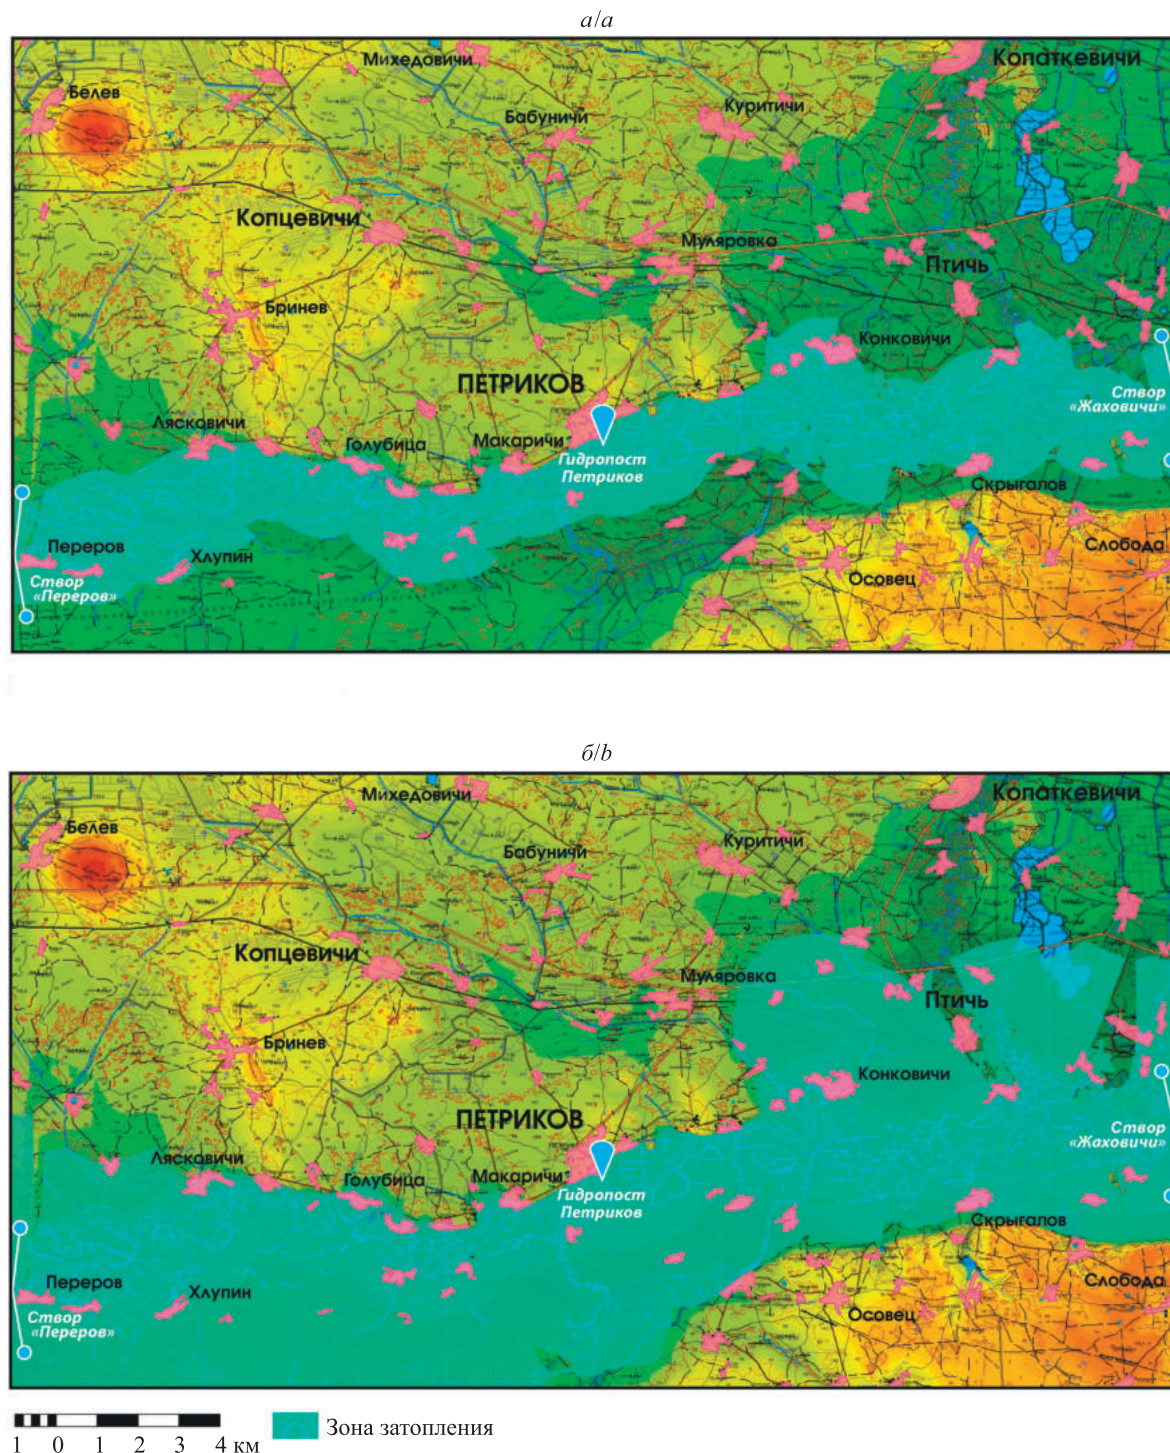 а/а
Михедовичи
Копаткевичи
Белев
Куритичи
Бабуничи
Копцевичи
Муляровка
Птичь
Бринев
Конковичи
ПЕТРИКОВ
Створ
«Жаховичи»
Лясковичи
Голубица
Макаричи
Гидропост
Петриков
Скрыгалов
Переров
Хлупин
Слобода
Осовец
Створ
«Переров»
б/b
Михедовичи
Копаткевичи
Белев
Куритичи
Бабуничи
Копцевичи
Муляровка
Птичь
Бринев
Конковичи
ПЕТРИКОВ
Створ
«Жаховичи»
Лясковичи
Голубица
Макаричи
Гидропост
Петриков
Скрыгалов
Переров
Хлупин
Слобода
Осовец
Створ
«Переров»
1 0 1 2 3 4 км
Зона затопления